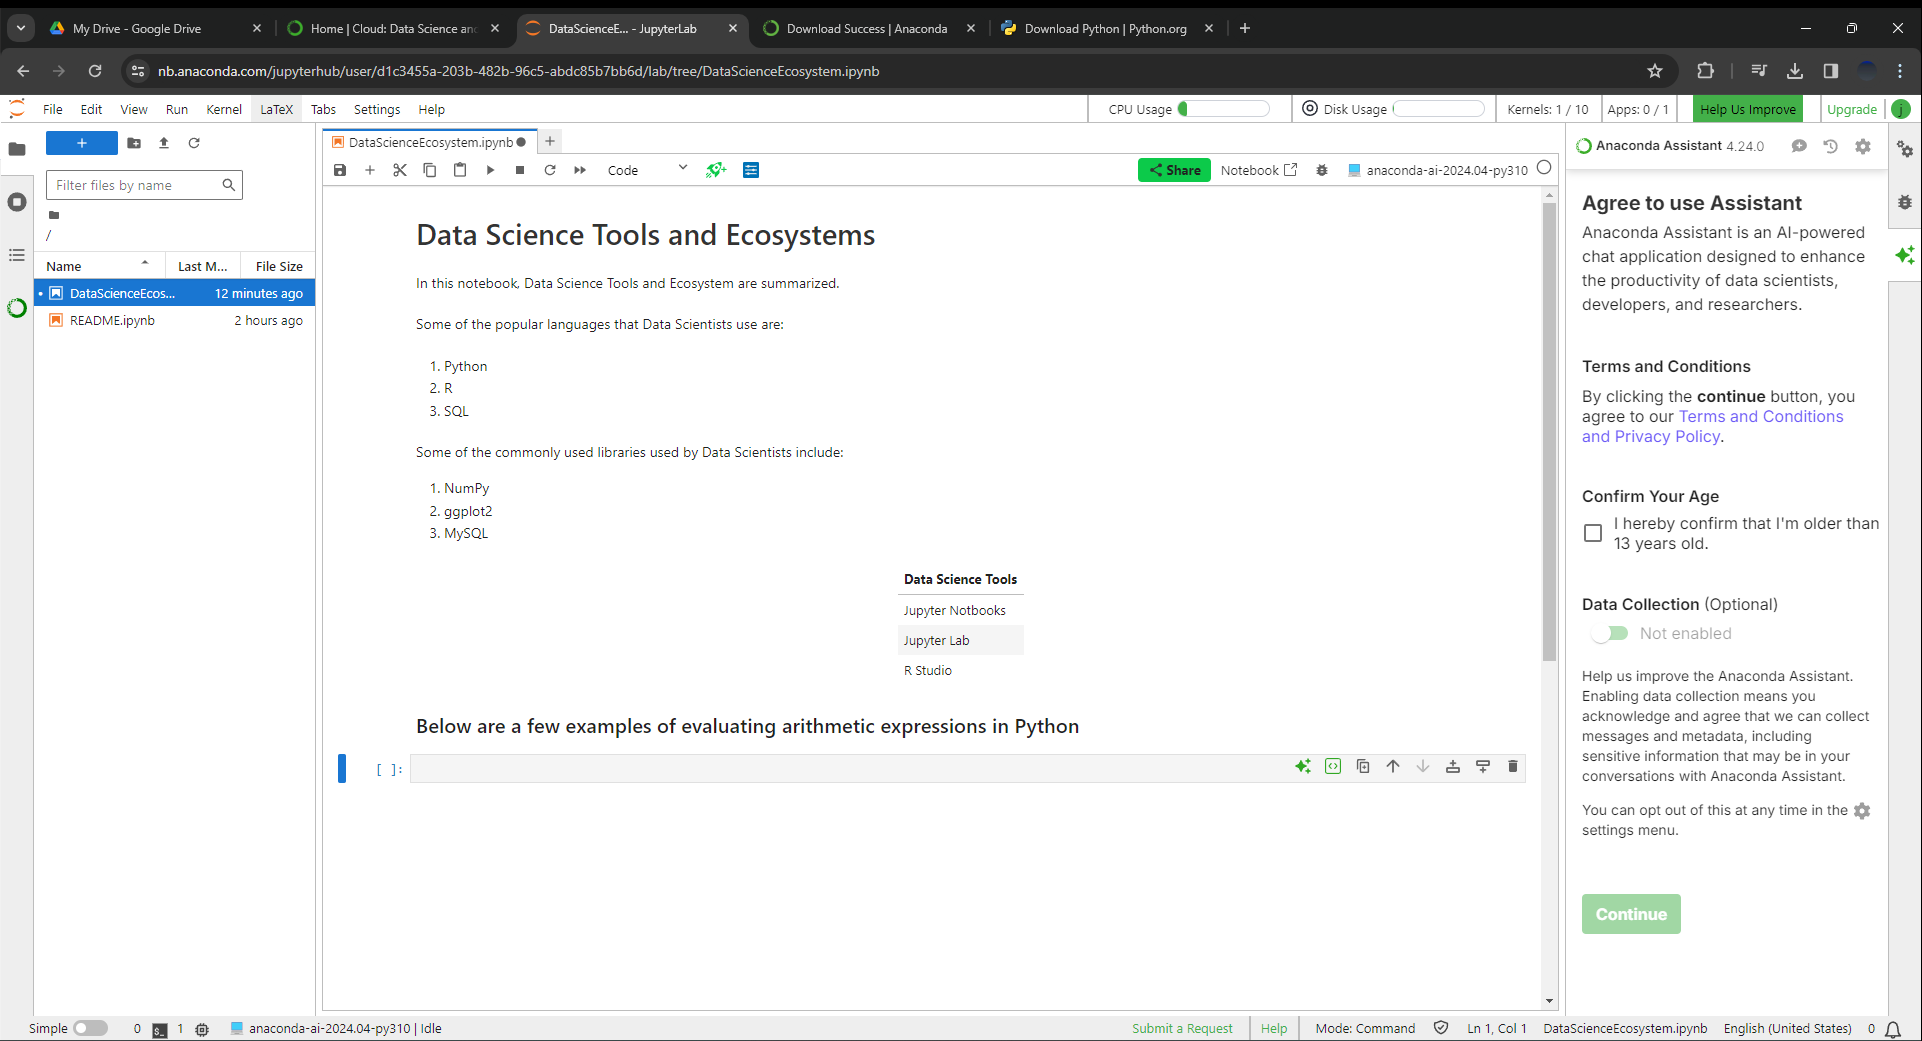 My Drive - Google Drive
Home | Cloud: Data Science and
DataScienceE... - JupyterLab
Download Success | Anaconda
Download Python | Python.org
nb.anaconda.com/jupyterhub/user/d1c3455a-203b-482b-96c5-abdc85b7bb6d/lab/tree/DataScienceEcosystem.ipynb
File Edit View Run Kernel LaTeX Tabs Settings Help
CPU Usage
Disk Usage
Kernels: 1 / 10
Apps: 0 / 1
Help Us Improve
Upgrade
j
Filter files by name
/
Name Last M... File Size
DataScienceEcos... 12 minutes ago
README.ipynb 2 hours ago
DataScienceEcosystem.ipynb
Code
Share
Notebook
anaconda-ai-2024.04-py310
Data Science Tools and Ecosystems
In this notebook, Data Science Tools and Ecosystem are summarized.
Some of the popular languages that Data Scientists use are:
1. Python
2. R
3. SQL
Some of the commonly used libraries used by Data Scientists include:
1. NumPy
2. ggplot2
3. MySQL
Data Science Tools
Jupyter Notbooks
Jupyter Lab
R Studio
Below are a few examples of evaluating arithmetic expressions in Python
[ ]:
Anaconda Assistant 4.24.0
Agree to use Assistant
Anaconda Assistant is an AI-powered
chat application designed to enhance
the productivity of data scientists,
developers, and researchers.
Terms and Conditions
By clicking the continue button, you
agree to our Terms and Conditions
and Privacy Policy.
Confirm Your Age
I hereby confirm that I'm older than
13 years old.
Data Collection (Optional)
Not enabled
Help us improve the Anaconda Assistant.
Enabling data collection means you
acknowledge and agree that we can collect
messages and metadata, including
sensitive information that may be in your
conversations with Anaconda Assistant.
You can opt out of this at any time in the
settings menu.
Continue
Simple 0 1 anaconda-ai-2024.04-py310 | Idle
Submit a Request Help Mode: Command Ln 1, Col 1 DataScienceEcosystem.ipynb English (United States) 0